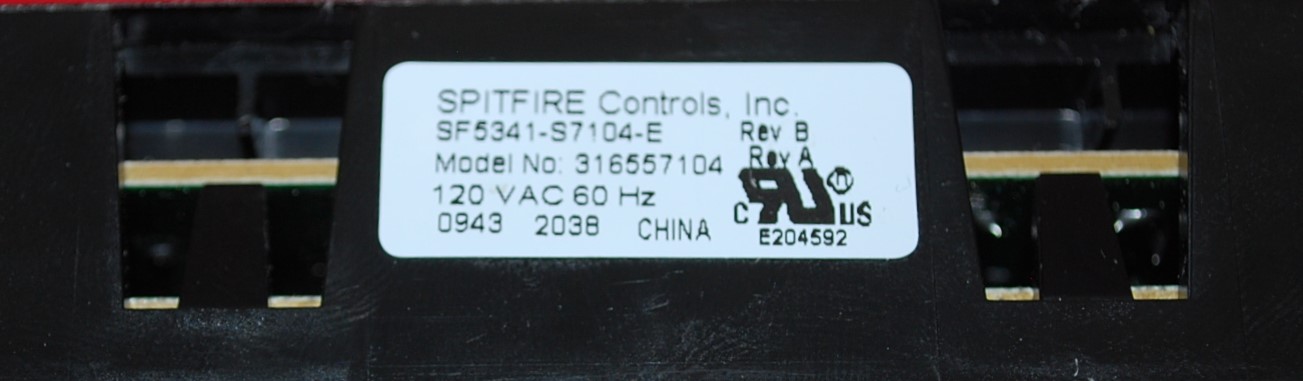 SPITFIRE Controls, Inc.
SF5341-S7104-E Rev B
Model No: 316557104 Rev A
120 VAC 60 Hz
0943 2038 CHINA
C RU US
E204592